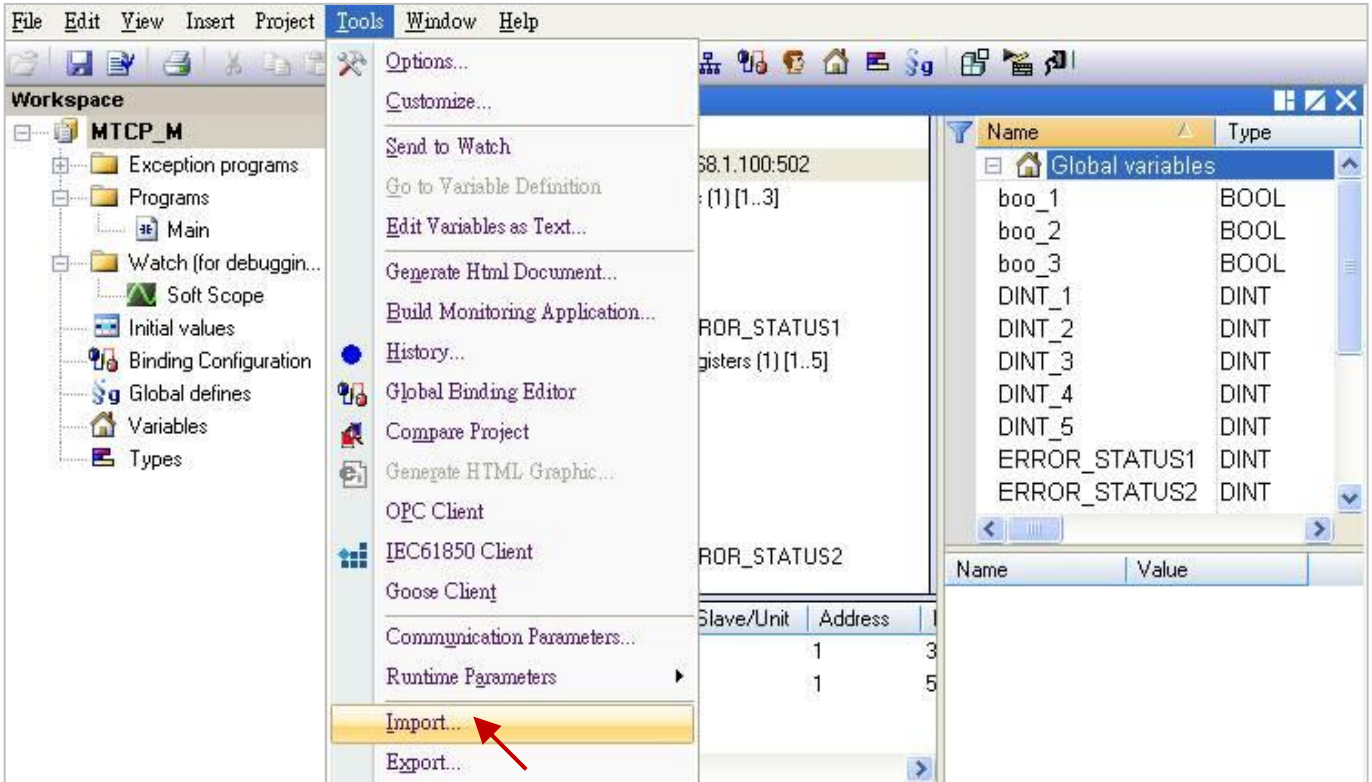 File Edit View Insert Project Tools Window Help
Workspace
MTCP_M
Exception programs
Programs
Main
Watch (for debuggin...
Soft Scope
Initial values
Binding Configuration
Global defines
Variables
Types
Options...
Customize...
Send to Watch
Go to Variable Definition
Edit Variables as Text...
Generate Html Document...
Build Monitoring Application...
History...
Global Binding Editor
Compare Project
Generate HTML Graphic...
OPC Client
IEC61850 Client
Goose Client
Communication Parameters...
Runtime Parameters
Import...
Export...
68.1.100:502
(1) [1..3]
ROR_STATUS1
gisters (1) [1..5]
ROR_STATUS2
Slave/Unit Address
1 3
1 5
Name Type
Global variables
boo_1 BOOL
boo_2 BOOL
boo_3 BOOL
DINT_1 DINT
DINT_2 DINT
DINT_3 DINT
DINT_4 DINT
DINT_5 DINT
ERROR_STATUS1 DINT
ERROR_STATUS2 DINT
Name Value